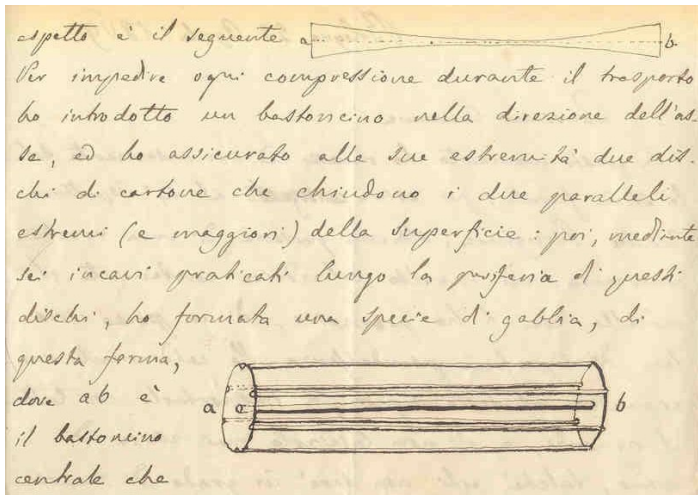 aspetto è il seguente a b
Per impedire ogni compressione durante il trasporto
ho introdotto un bastoncino nella direzione dell'as-
se, ed ho assicurato alle sue estremità due dis-
chi di cartone che chiudono i due paralleli
estremi (e maggiori) della superficie: poi, mediante
sei incavi praticati lungo la periferia di questi
dischi, ho formata una specie di gabbia, di
questa forma,
dove ab è a a b
il bastoncino
centrale che